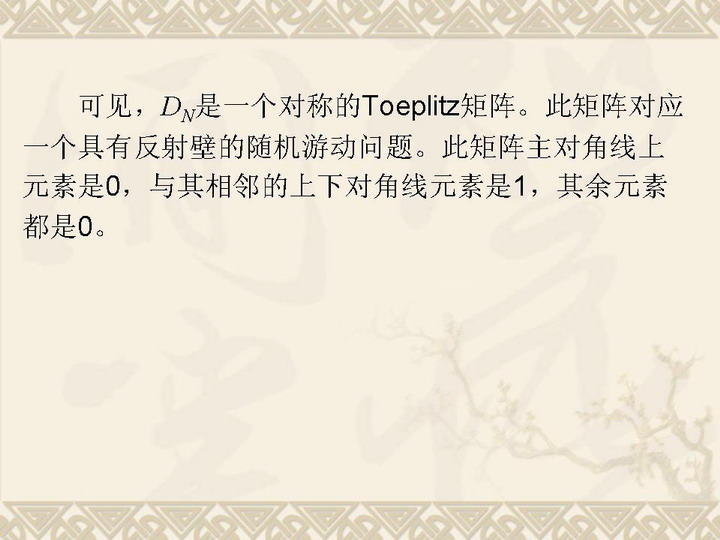 可见，DN是一个对称的Toeplitz矩阵。此矩阵对应
一个具有反射壁的随机游动问题。此矩阵主对角线上
元素是0，与其相邻的上下对角线元素是1，其余元素
都是0。